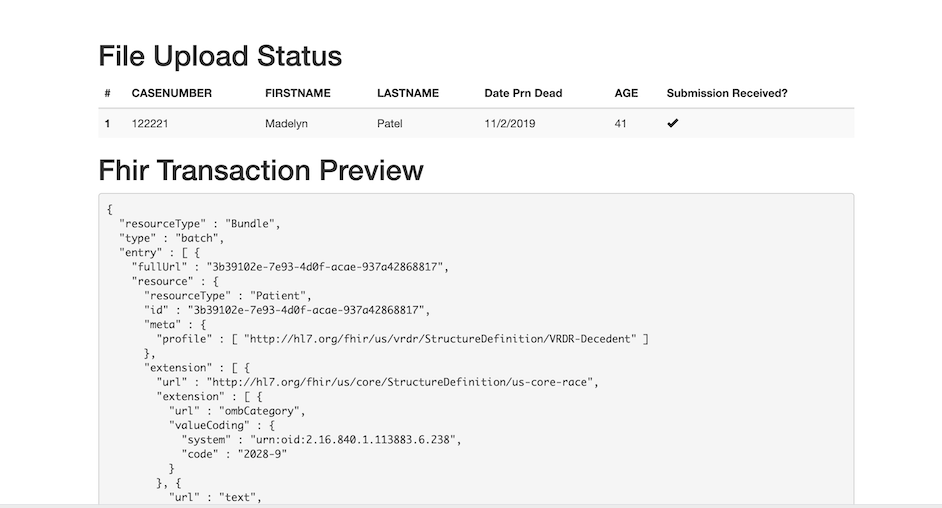 File Upload Status
# CASENUMBER FIRSTNAME LASTNAME Date Prn Dead AGE Submission Received?
1 122221 Madelyn Patel 11/2/2019 41 ✔
Fhir Transaction Preview
{
"resourceType" : "Bundle",
"type" : "batch",
"entry" : [ {
"fullUrl" : "3b39102e-7e93-4d0f-acae-937a42868817",
"resource" : {
"resourceType" : "Patient",
"id" : "3b39102e-7e93-4d0f-acae-937a42868817",
"meta" : {
"profile" : [ "http://hl7.org/fhir/us/vrdr/StructureDefinition/VRDR-Decedent" ]
},
"extension" : [ {
"url" : "http://hl7.org/fhir/us/core/StructureDefinition/us-core-race",
"extension" : [ {
"url" : "ombCategory",
"valueCoding" : {
"system" : "urn:oid:2.16.840.1.113883.6.238",
"code" : "2028-9"
}
}, {
"url" : "text",